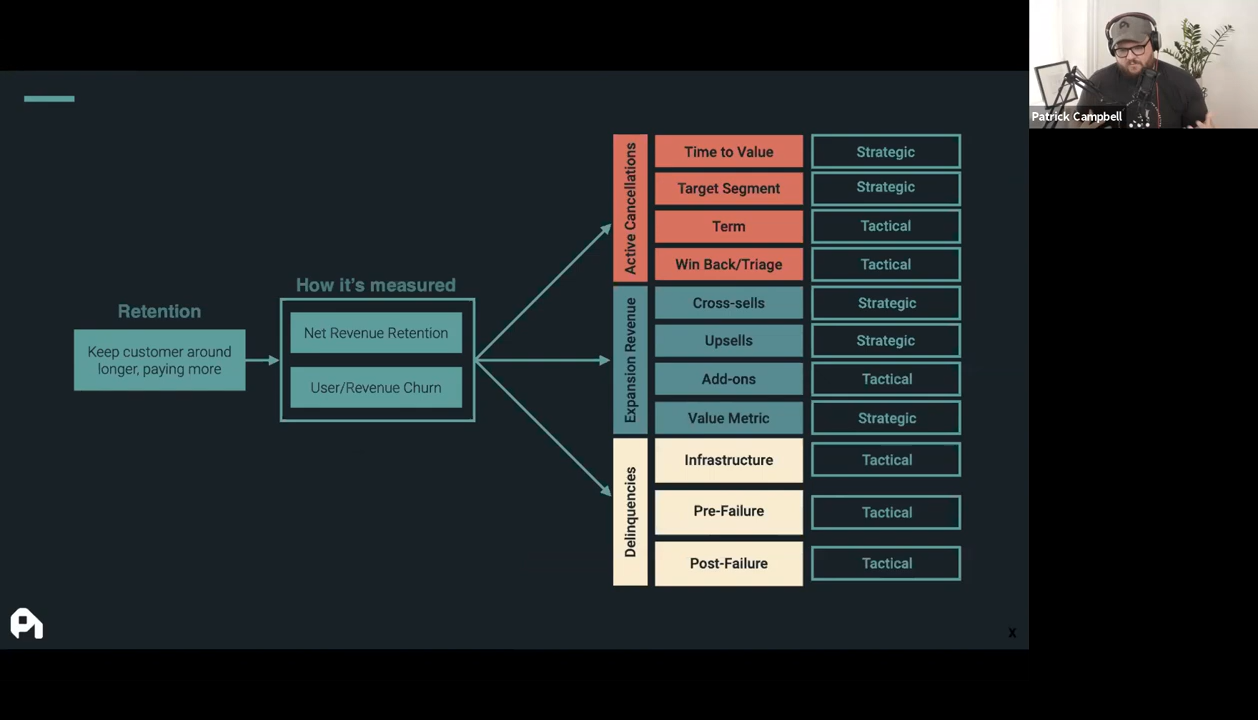 Patrick Campbell
Retention
Keep customer around
longer, paying more
How it's measured
Net Revenue Retention
User/Revenue Churn
Active Cancellations
Time to Value
Strategic
Target Segment
Strategic
Term
Tactical
Win Back/Triage
Tactical
Expansion Revenue
Cross-sells
Strategic
Upsells
Strategic
Add-ons
Tactical
Value Metric
Strategic
Delinquencies
Infrastructure
Tactical
Pre-Failure
Tactical
Post-Failure
Tactical
X